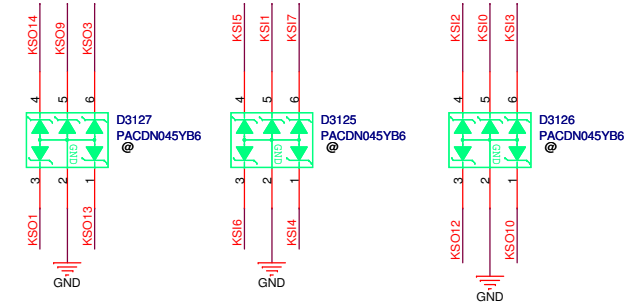 KSO14
KSO9
KSO3
4
5
6
D3127
PACDN045YB6
@
GND
3
2
1
KSO1
KSO13
GND
KSI5
KSI1
KSI7
4
5
6
D3125
PACDN045YB6
@
GND
3
2
1
KSI6
KSI4
GND
KSI2
KSI0
KSI3
4
5
6
D3126
PACDN045YB6
@
GND
3
2
1
KSO12
KSO10
GND